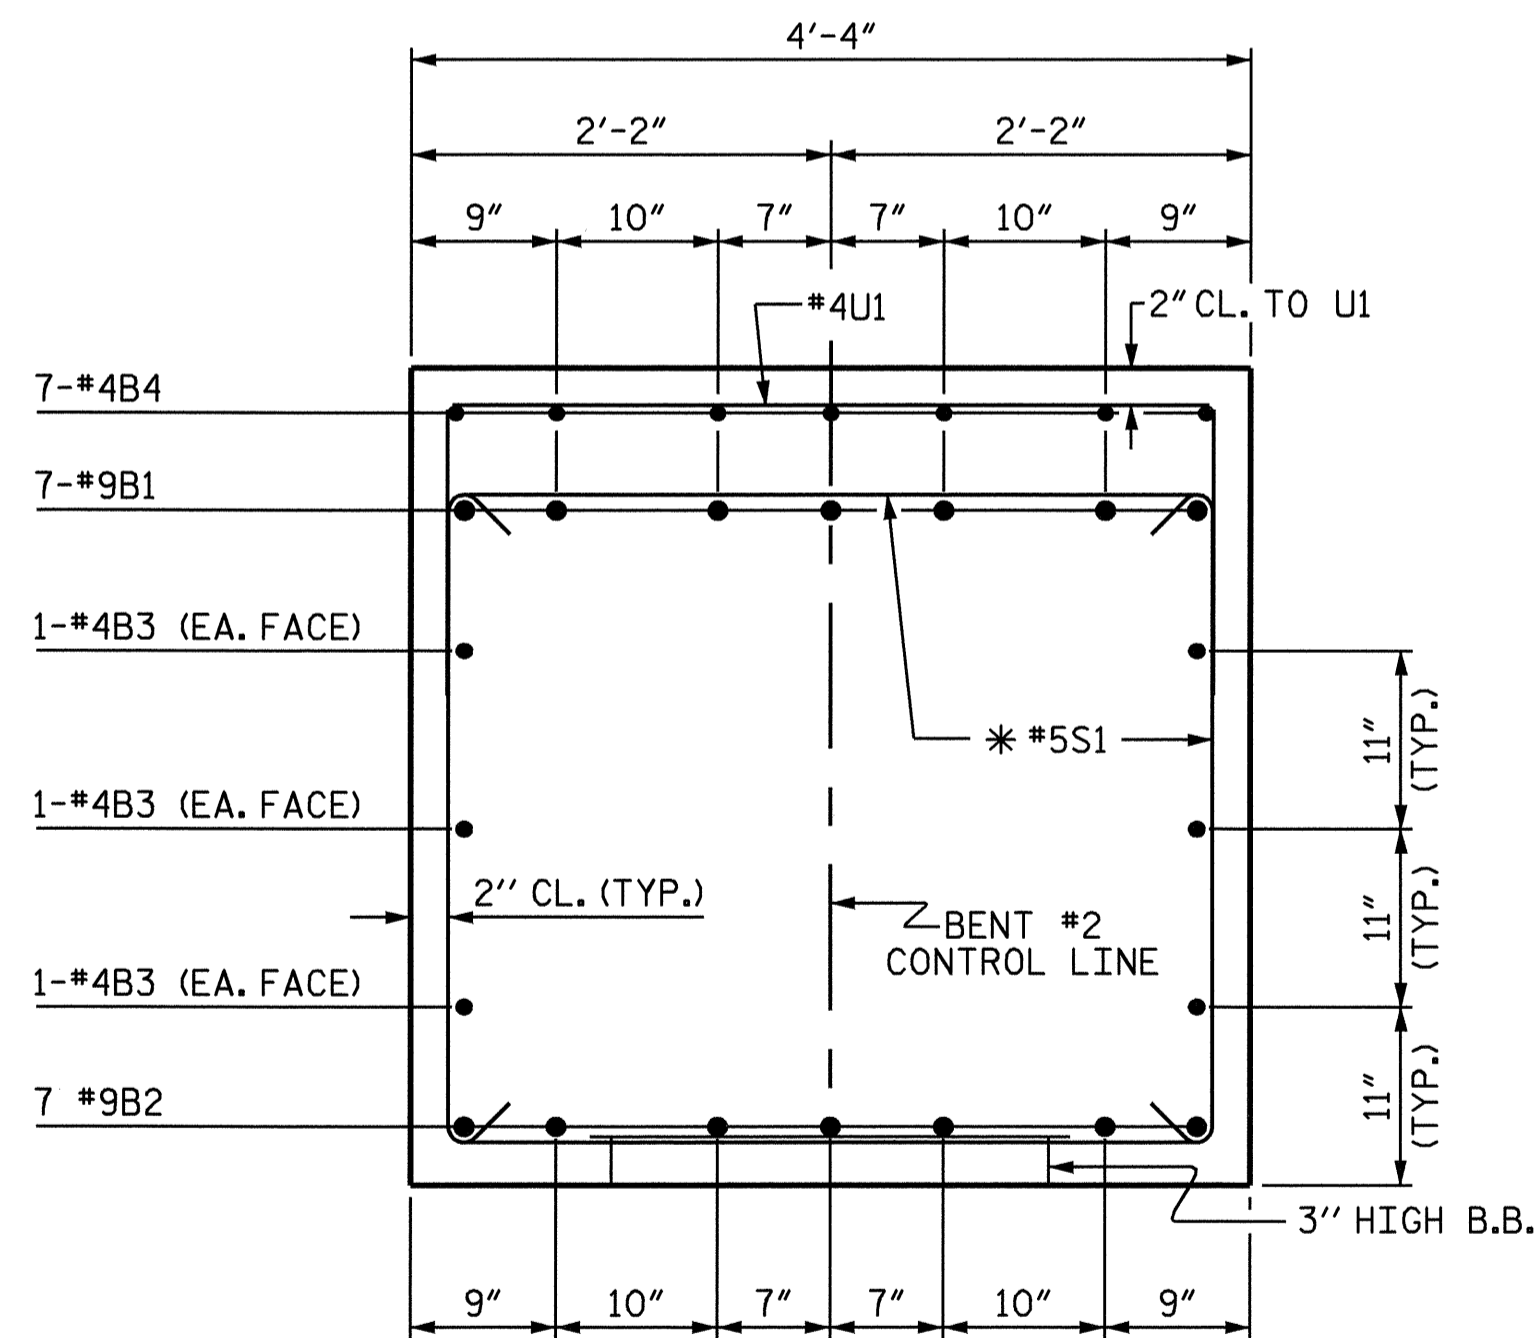 4'-4"
2'-2" 2'-2"
9" 10" 7" 7" 10" 9"
#4U1
2" CL. TO U1
7-#4B4
7-#9B1
1-#4B3 (EA. FACE)
✳ #5S1
11" (TYP.)
1-#4B3 (EA. FACE)
2'' CL. (TYP.)
BENT #2
CONTROL LINE
11" (TYP.)
1-#4B3 (EA. FACE)
7 #9B2
11" (TYP.)
3'' HIGH B.B.
9" 10" 7" 7" 10" 9"